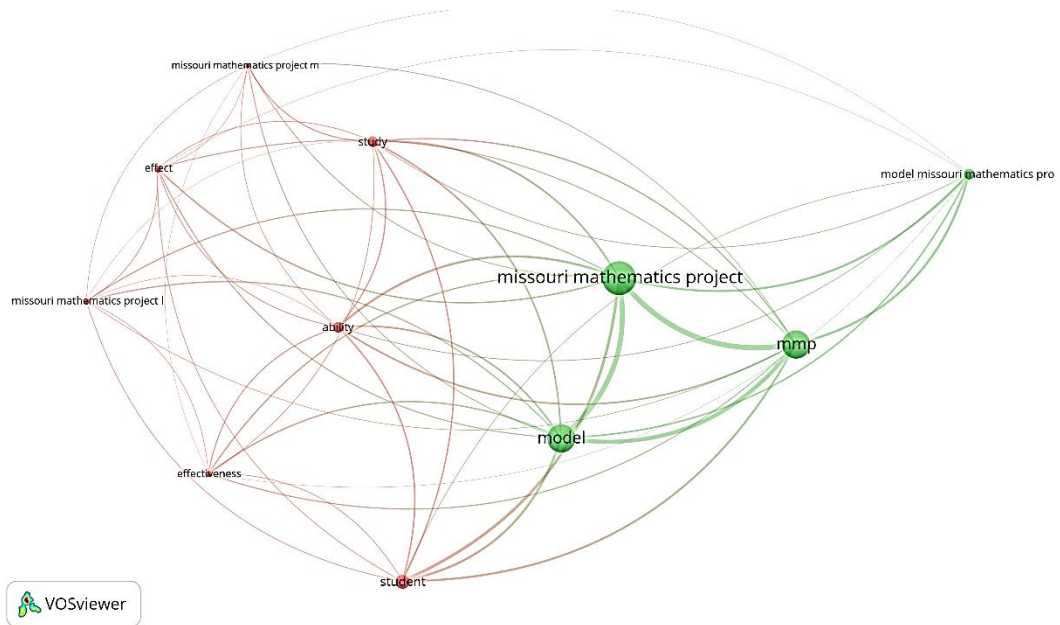 missouri mathematics project m
study
effect
model missouri mathematics pro
missouri mathematics project
missouri mathematics project l
ability
mmp
model
effectiveness
student
VOSviewer